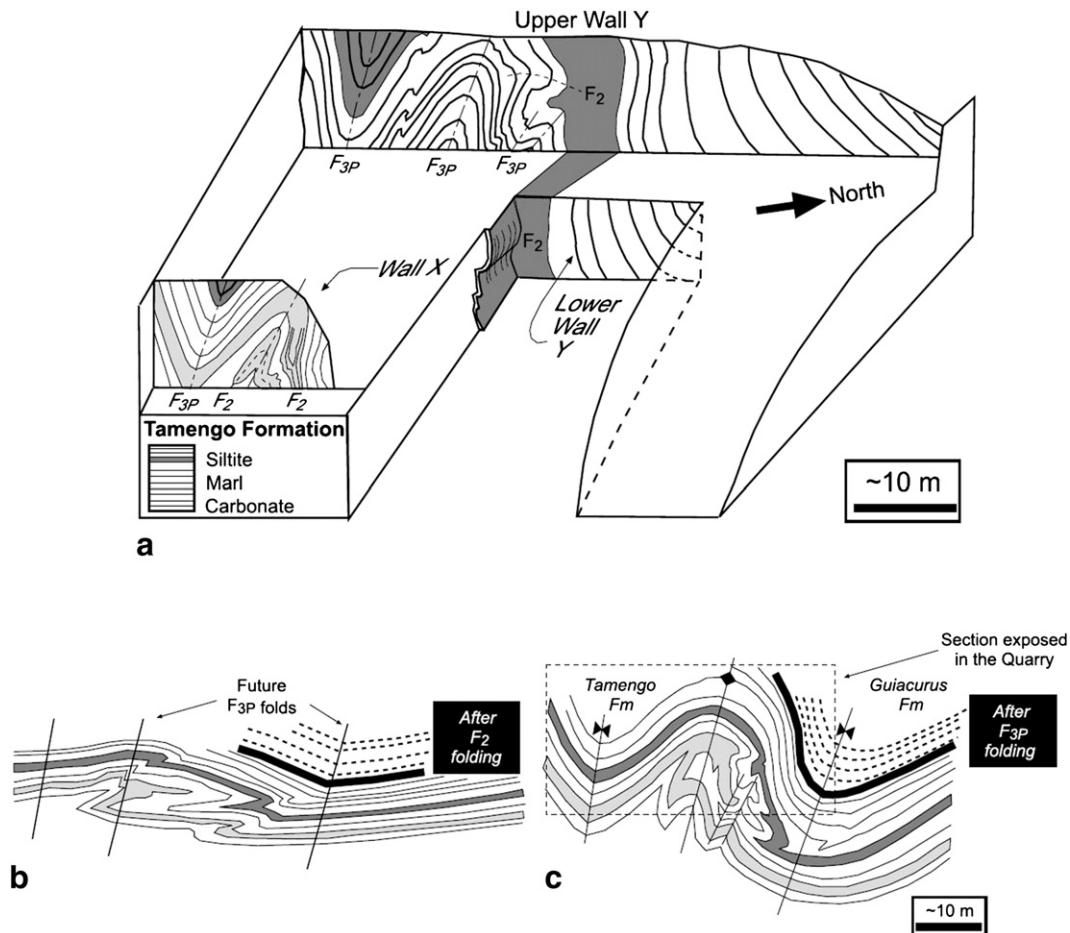 Upper Wall Y
F2
F3P
F3P
F3P
North
F2
Wall X
Lower
Wall
Y
F3P
F2
F2
Tamengo Formation
Siltite
Marl
Carbonate
~10 m
a
Future
F3P folds
After
F2
folding
b
Section exposed
in the Quarry
Tamengo
Fm
Guiacurus
Fm
After
F3P
folding
c
~10 m